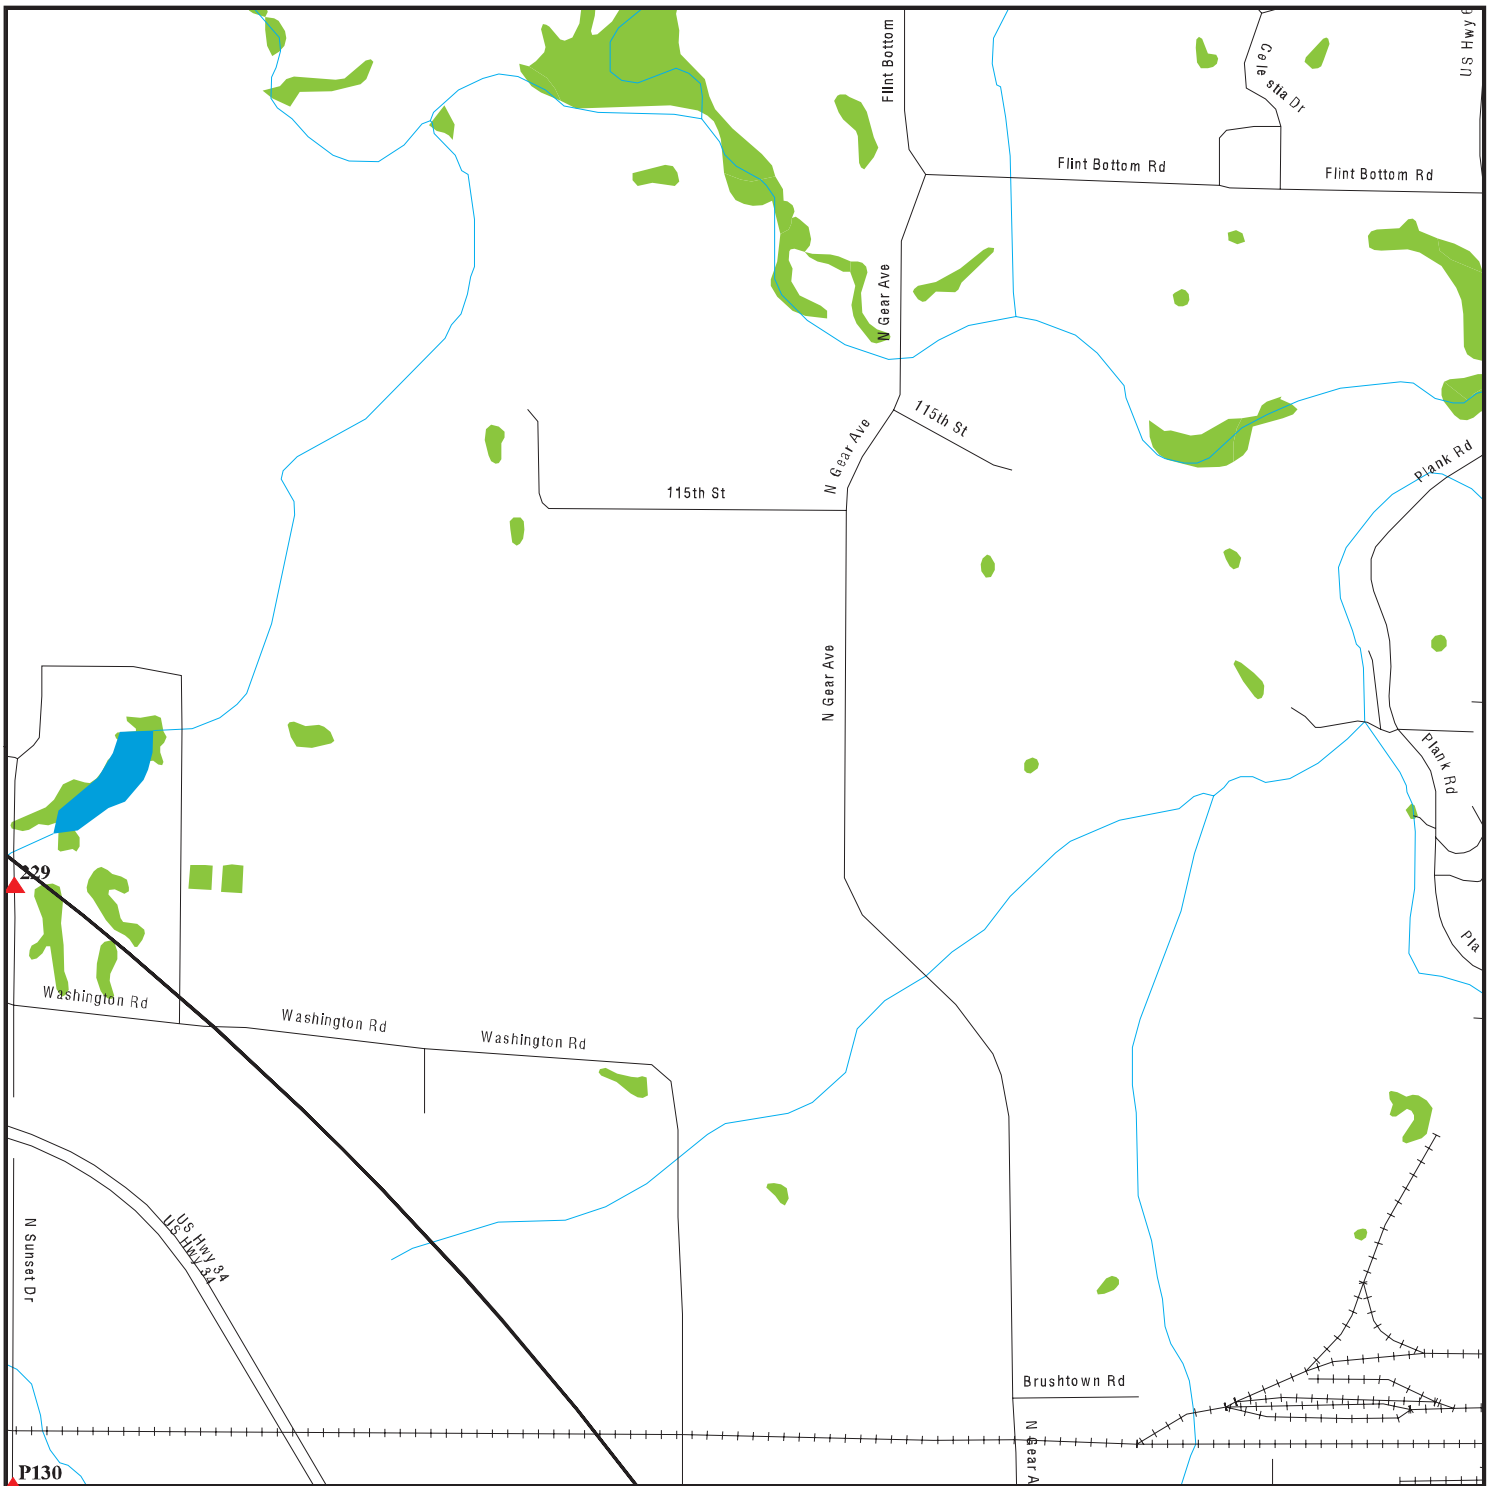 Flint Bottom
Cele stia Dr
US Hwy
Flint Bottom Rd
Flint Bottom Rd
N Gear Ave
115th St
N Gear Ave
Plank Rd
115th St
N Gear Ave
Plank Rd
229
Pla
Washington Rd
Washington Rd
Washington Rd
US Hwy 34
US Hwy 34
N Sunset Dr
Brushtown Rd
N Gear A
P130